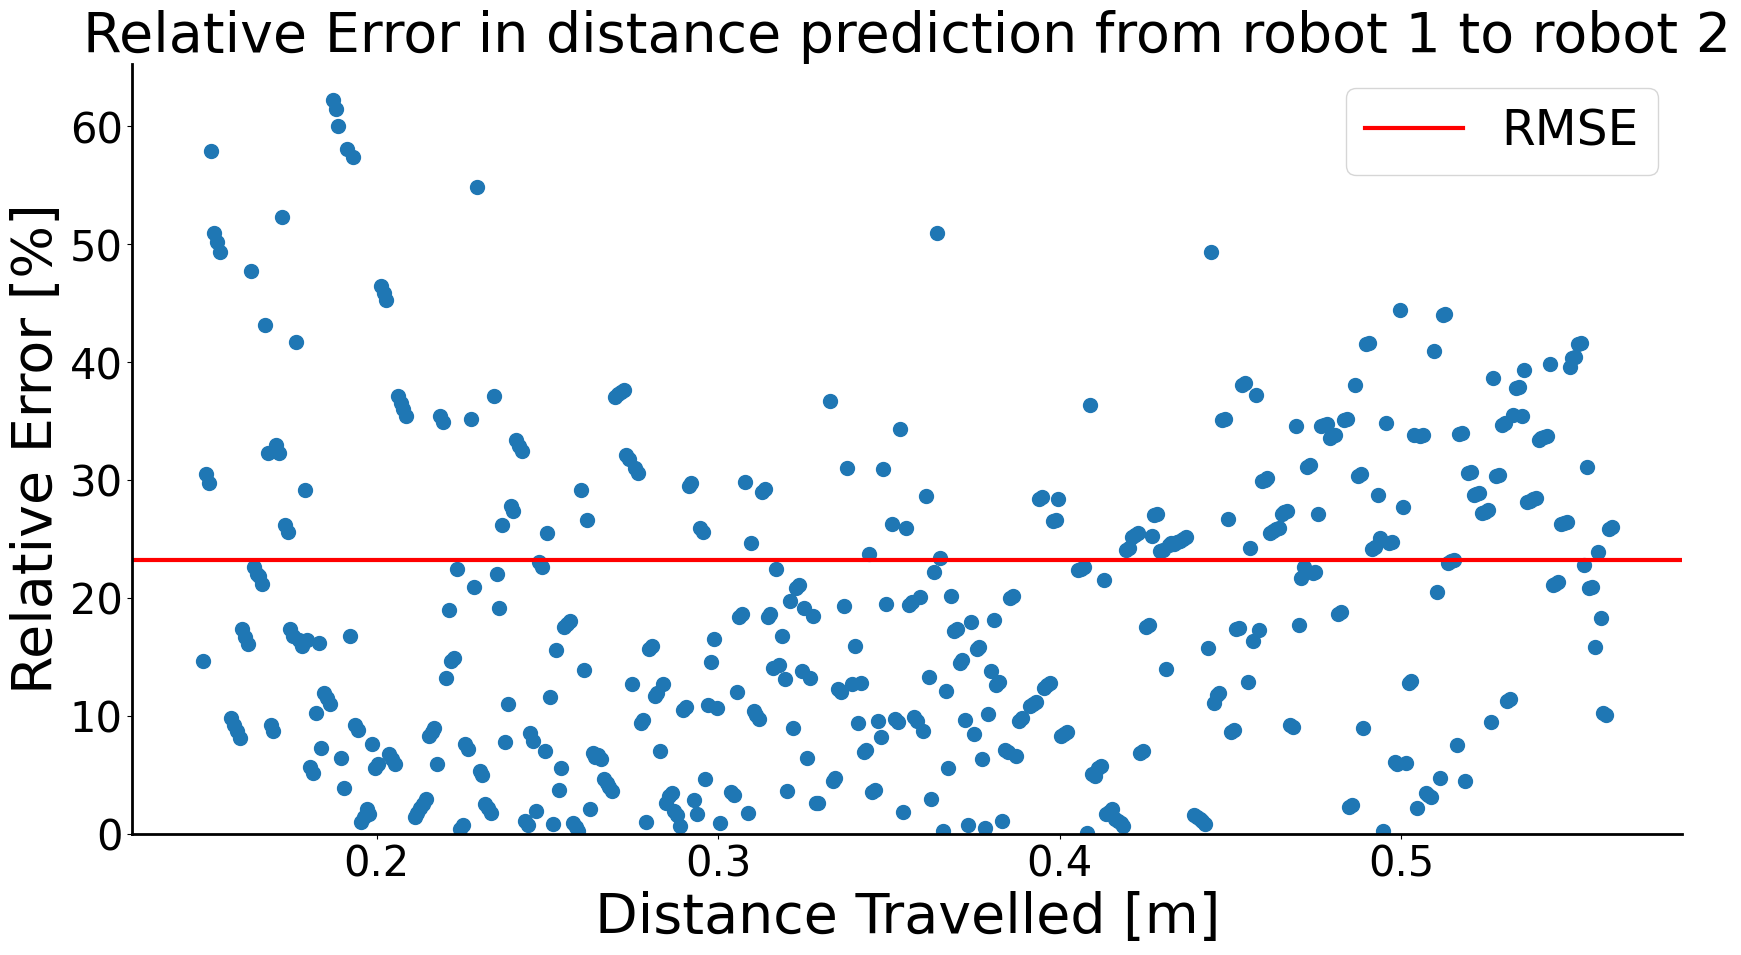 Relative Error in distance prediction from robot 1 to robot 2
RMSE
Relative Error [%]
60
50
40
30
20
10
0
0.2 0.3 0.4 0.5
Distance Travelled [m]